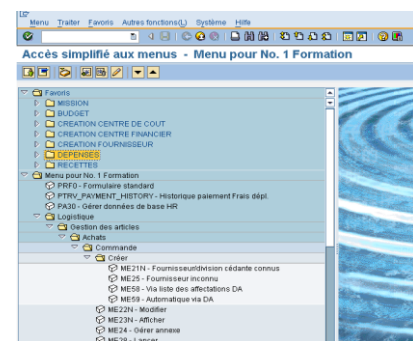 Menu Traiter Favoris Autres fonctions(L) Système Hilfe
Accès simplifié aux menus - Menu pour No. 1 Formation
Favoris
MISSION
BUDGET
CREATION CENTRE DE COUT
CREATION CENTRE FINANCIER
CREATION FOURNISSEUR
DEPENSES
RECETTES
Menu pour No. 1 Formation
PRF0 - Formulaire standard
PTRV_PAYMENT_HISTORY - Historique paiement Frais dépl.
PA30 - Gérer données de base HR
Logistique
Gestion des articles
Achats
Commande
Créer
ME21N - Fournisseur/division cédante connus
ME25 - Fournisseur inconnu
ME58 - Via liste des affectations DA
ME59 - Automatique via DA
ME22N - Modifier
ME23N - Afficher
ME24 - Gérer annexe
ME28 - Lancer